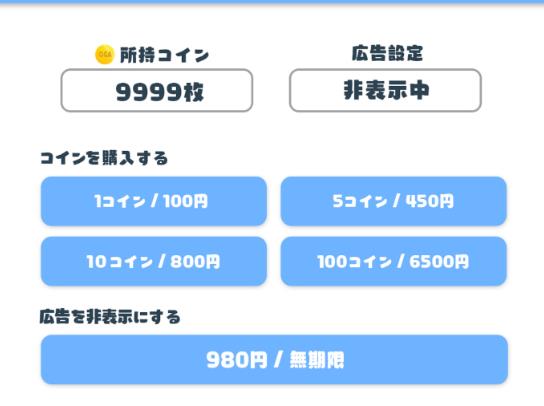 所持コイン
広告設定
9999枚
非表示中
コインを購入する
1コイン / 100円
5コイン / 450円
10コイン / 800円
100コイン / 6500円
広告を非表示にする
980円 / 無期限